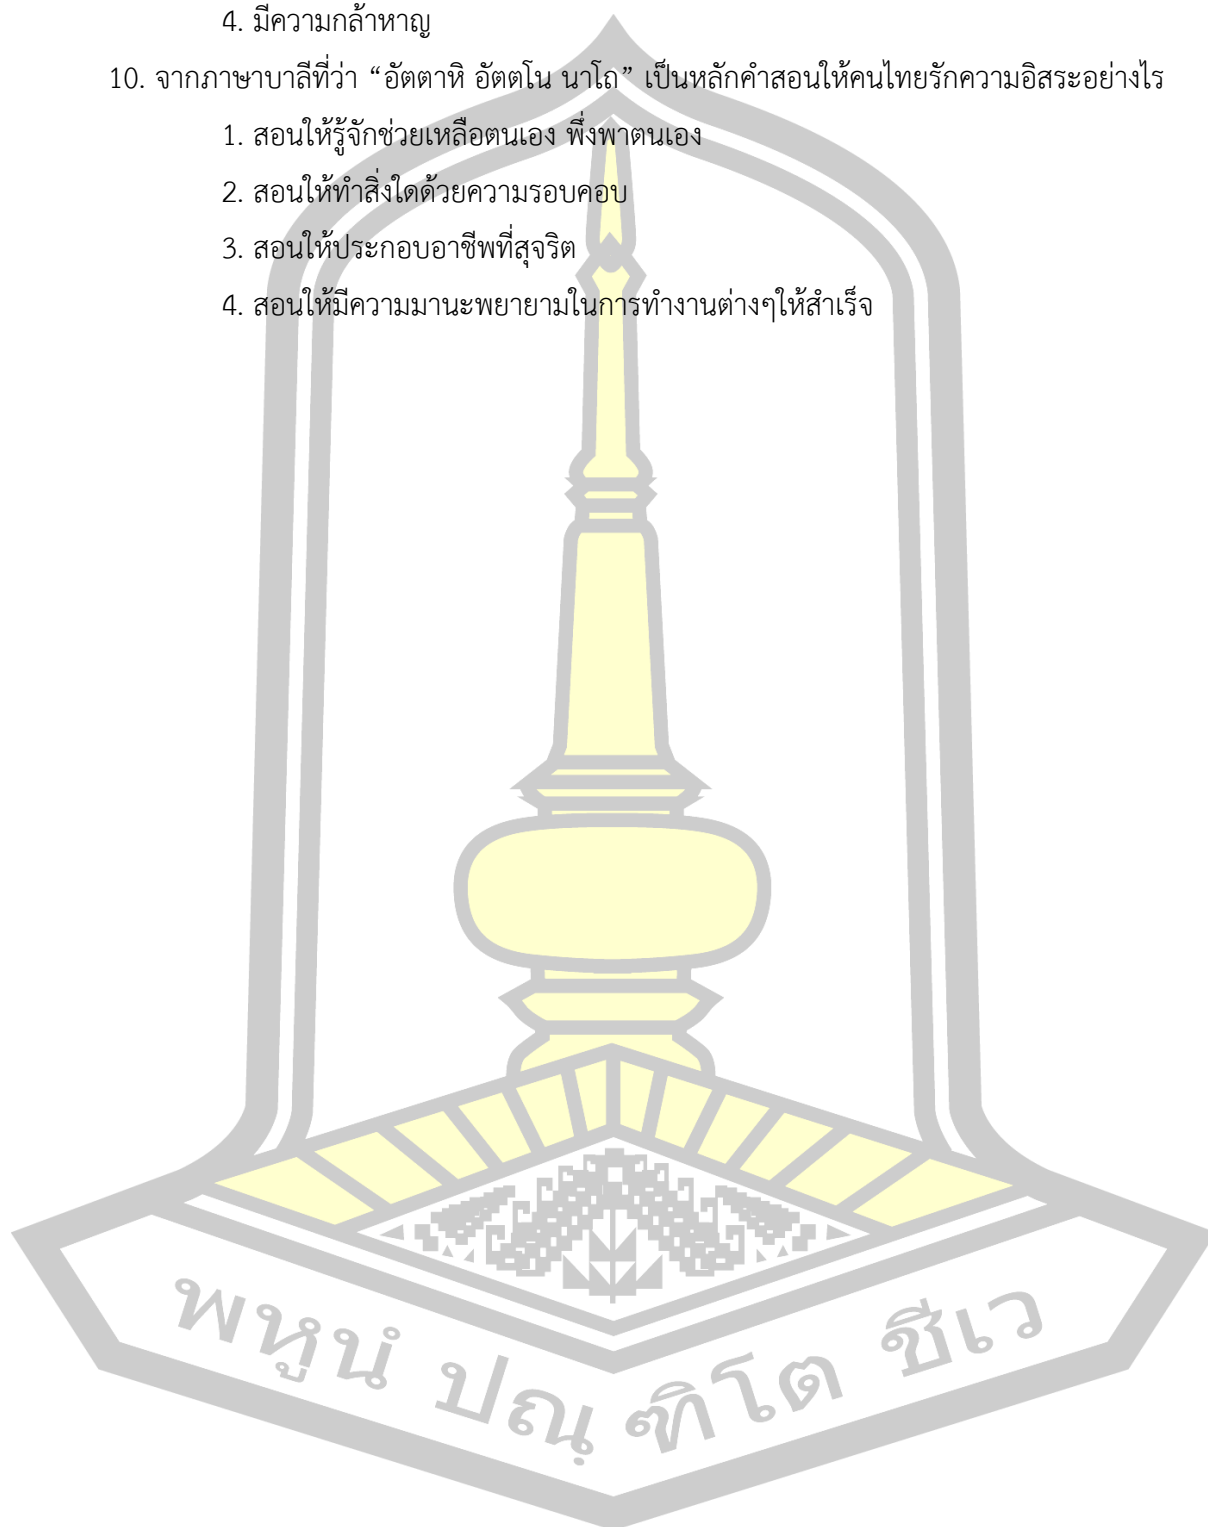 4. มีความกล้าหาญ
10. จากภาษาบาลีที่ว่า “อัตตาหิ อัตตโน นาโถ” เป็นหลักคำสอนให้คนไทยรักความอิสระอย่างไร
1. สอนให้รู้จักช่วยเหลือตนเอง พึ่งพาตนเอง
2. สอนให้ทำสิ่งใดด้วยความรอบคอบ
3. สอนให้ประกอบอาชีพที่สุจริต
4. สอนให้มีความมานะพยายามในการทำงานต่างๆให้สำเร็จ
พหูนํ ปณฺฑิโต ชีเว